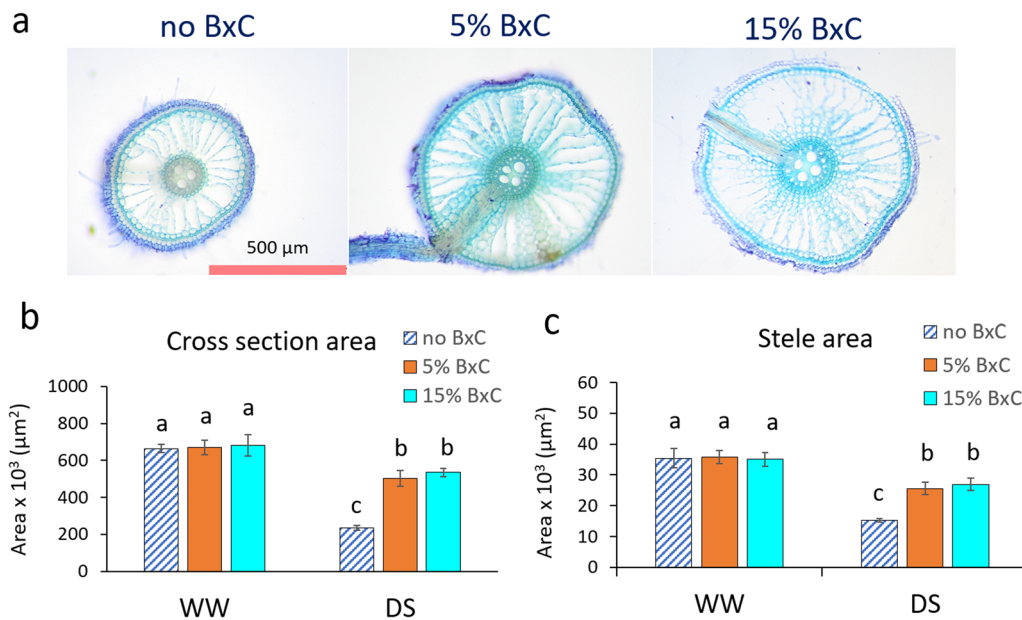 a
no BxC
5% BxC
15% BxC
500 µm
b
Cross section area
no BxC
5% BxC
15% BxC
Area x 10³ (µm²)
1000
800
600
400
200
0
a a a
c b b
WW DS
c
Stele area
no BxC
5% BxC
15% BxC
Area x 10³ (µm²)
60
50
40
30
20
10
0
a a a
c b b
WW DS